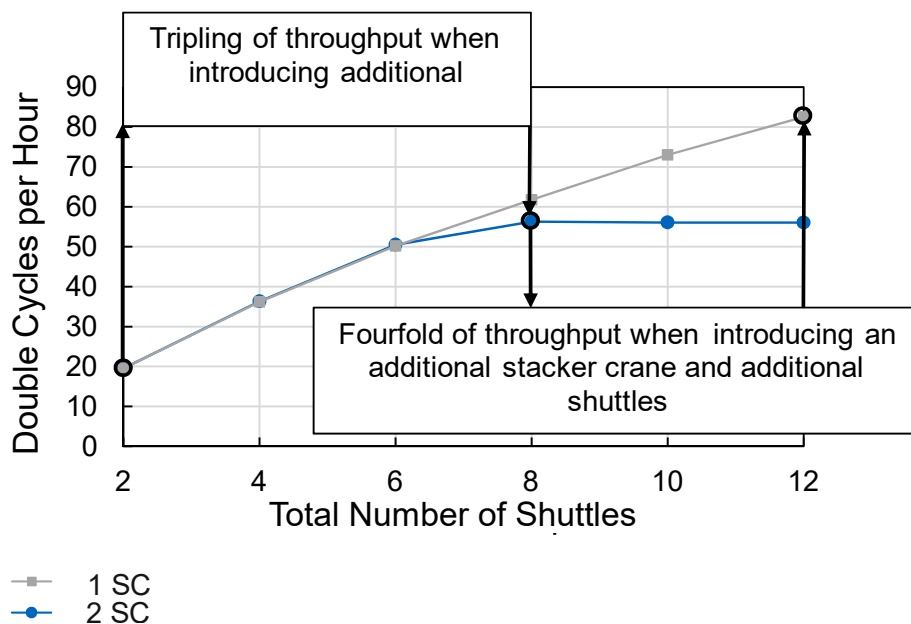 Tripling of throughput when
introducing additional
Double Cycles per Hour
90
80
70
60
50
40
30
20
10
0
Fourfold of throughput when introducing an
additional stacker crane and additional
shuttles
2 4 6 8 10 12
Total Number of Shuttles
1 SC
2 SC